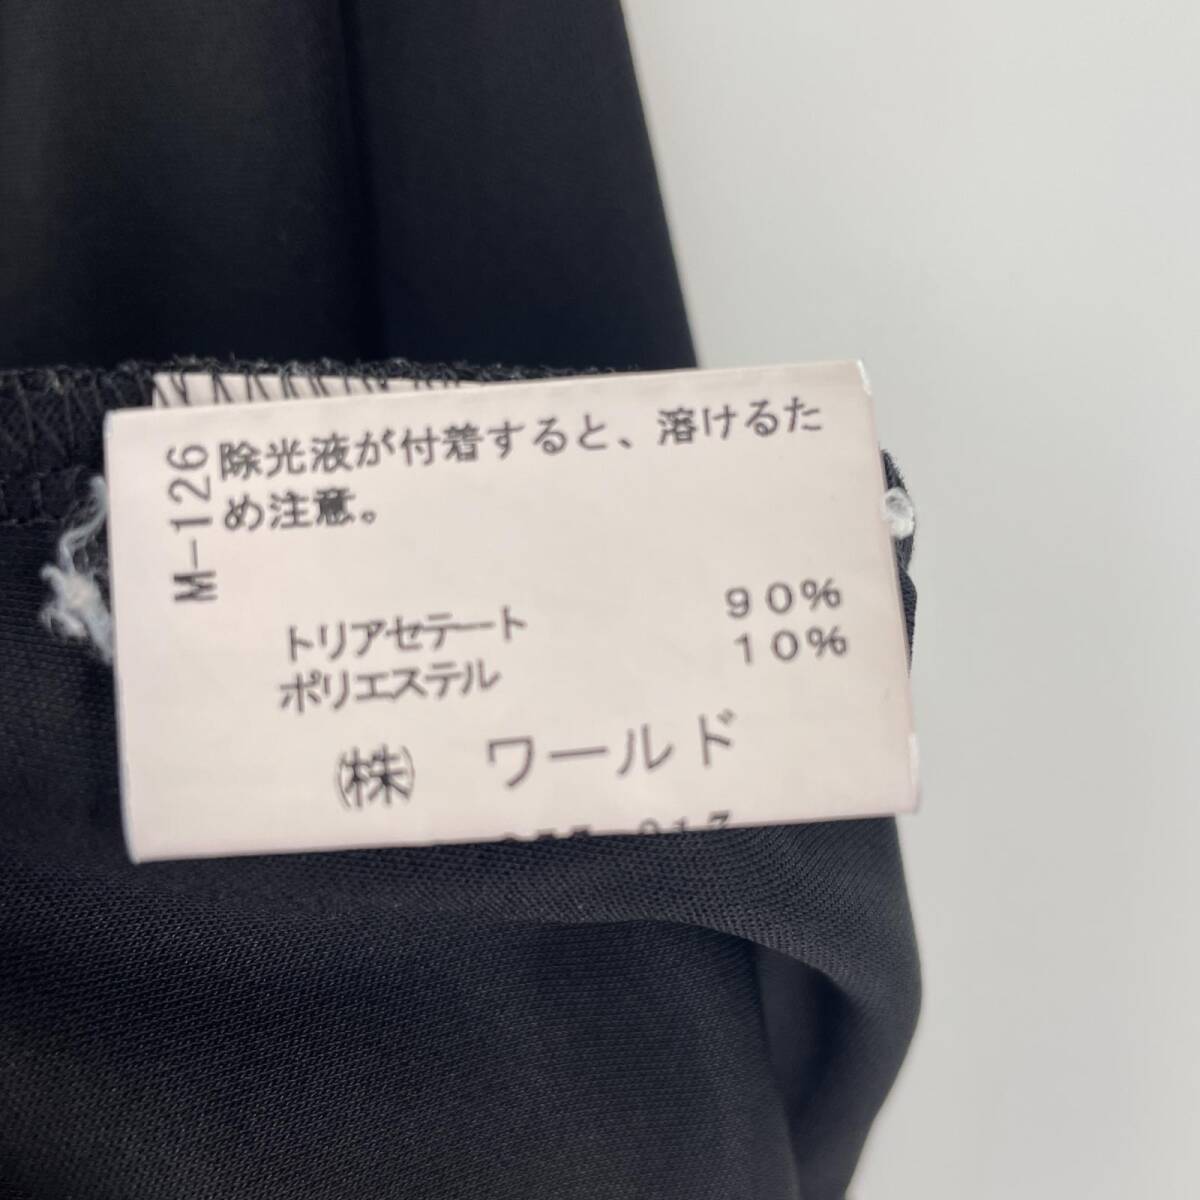 M-126
除光液が付着すると、溶けるた
め注意。
トリアセテート 90%
ポリエステル 10%
㈱ ワールド